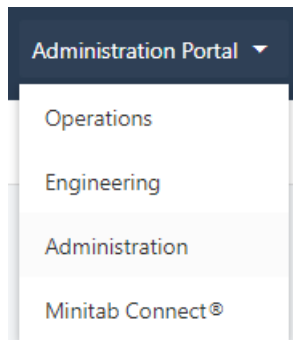 Administration Portal
Operations
Engineering
Administration
Minitab Connect®